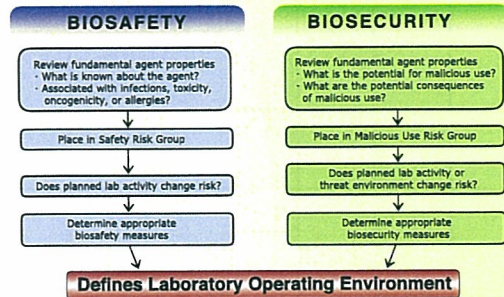 BIOSAFETY
Review fundamental agent properties
· What is known about the agent?
· Associated with infections, toxicity,
oncogenicity, or allergies?
Place in Safety Risk Group
Does planned lab activity change risk?
Determine appropriate
biosafety measures
BIOSECURITY
Review fundamental agent properties
· What is the potential for malicious use?
· What are the potential consequences
of malicious use?
Place in Malicious Use Risk Group
Does planned lab activity or
threat environment change risk?
Determine appropriate
biosecurity measures
Defines Laboratory Operating Environment